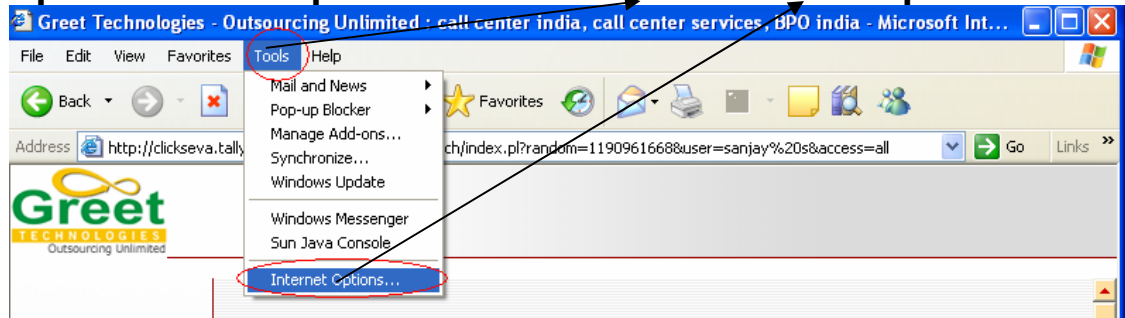 Greet Technologies - Outsourcing Unlimited : call center india, call center services, BPO india - Microsoft Int...
File Edit View Favorites Tools Help
Back Favorites
Address http://clickseva.tally ch/index.pl?random=1190961668&user=sanjay%20s&access=all Go Links »
Mail and News
Pop-up Blocker
Manage Add-ons...
Synchronize...
Windows Update
Windows Messenger
Sun Java Console
Internet Options...
Greet
TECHNOLOGIES
Outsourcing Unlimited